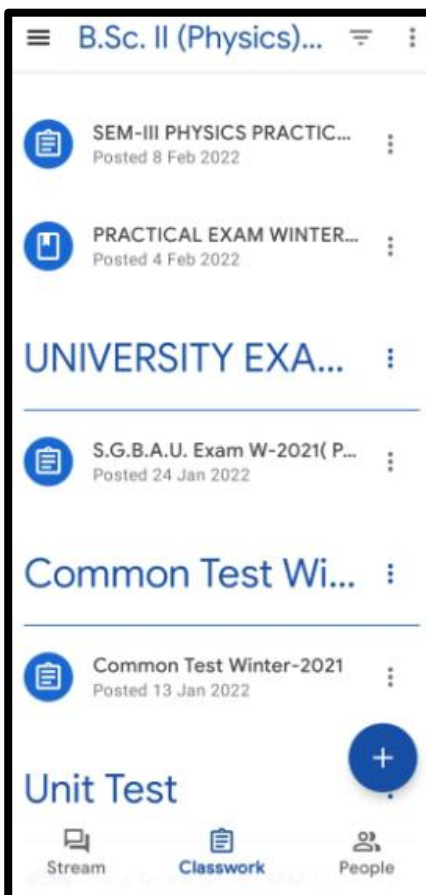 B.Sc. II (Physics)...
SEM-III PHYSICS PRACTIC...
Posted 8 Feb 2022
PRACTICAL EXAM WINTER...
Posted 4 Feb 2022
UNIVERSITY EXA...
S.G.B.A.U. Exam W-2021( P...
Posted 24 Jan 2022
Common Test Wi...
Common Test Winter-2021
Posted 13 Jan 2022
Unit Test
Stream
Classwork
People